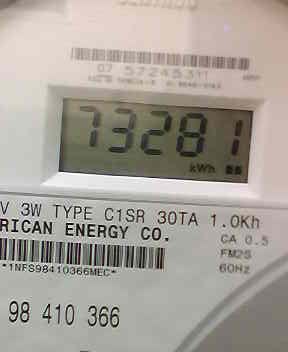 07 57245311
73281
kWh
V 3W TYPE C1SR 30TA 1.0Kh
RICAN ENERGY CO.
CA 0.5
FM2S
60Hz
*1NFS98410366MEC*
98 410 366